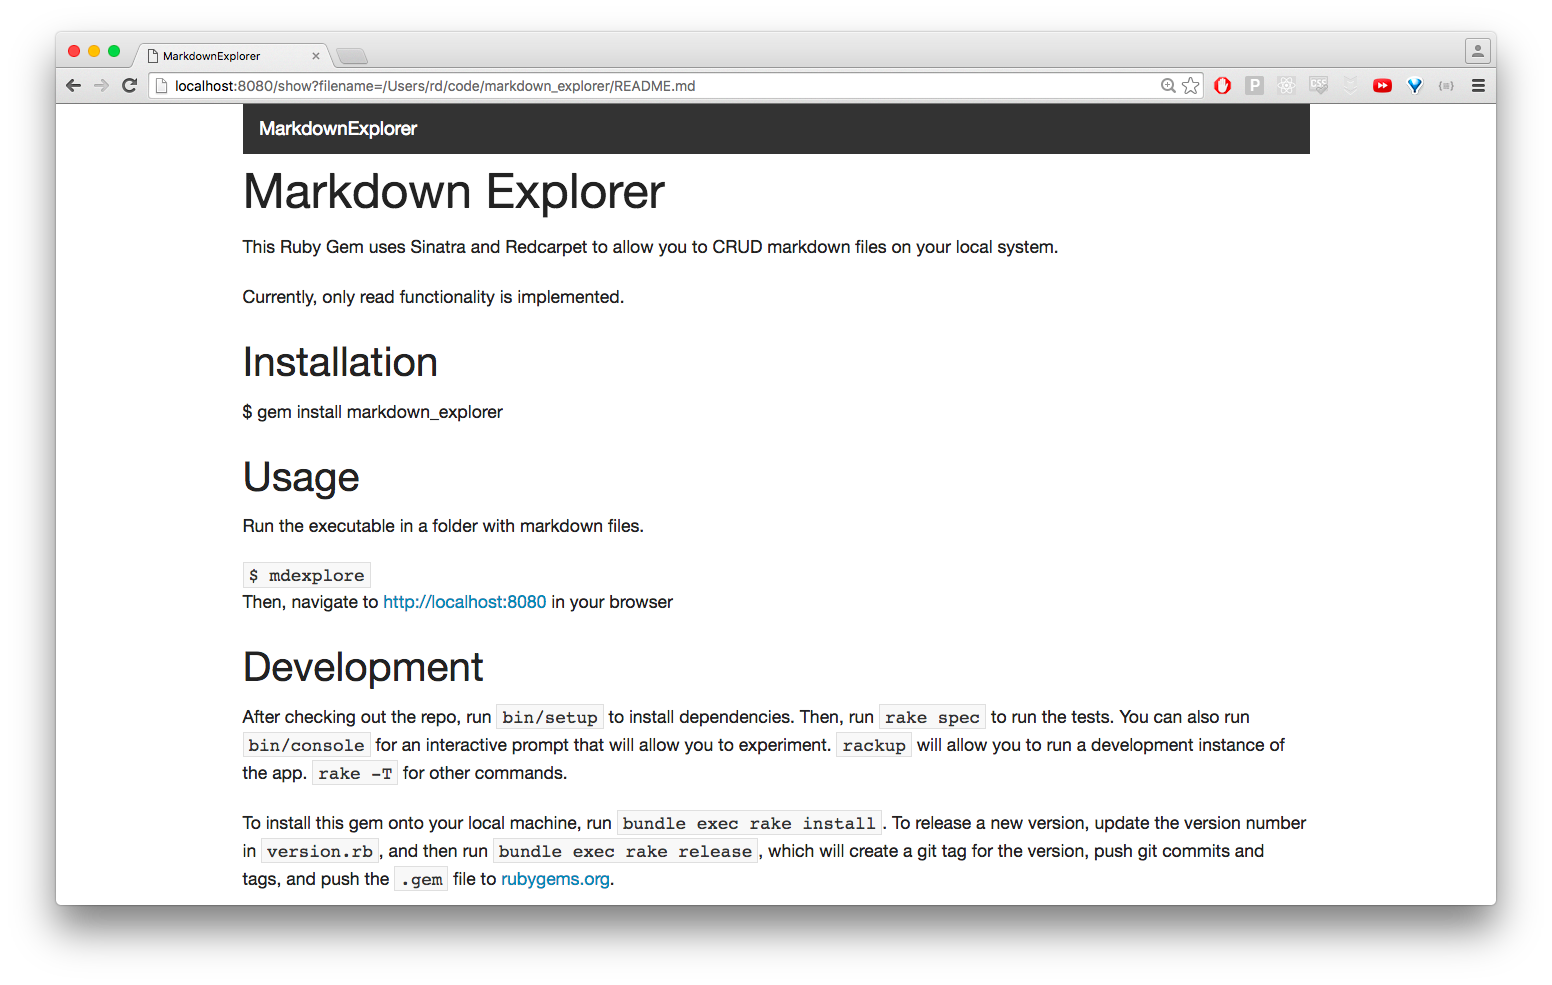 MarkdownExplorer
localhost:8080/show?filename=/Users/rd/code/markdown_explorer/README.md
MarkdownExplorer
Markdown Explorer
This Ruby Gem uses Sinatra and Redcarpet to allow you to CRUD markdown files on your local system.
Currently, only read functionality is implemented.
Installation
$ gem install markdown_explorer
Usage
Run the executable in a folder with markdown files.
$ mdexplore
Then, navigate to http://localhost:8080 in your browser
Development
After checking out the repo, run bin/setup to install dependencies. Then, run rake spec to run the tests. You can also run
bin/console for an interactive prompt that will allow you to experiment. rackup will allow you to run a development instance of
the app. rake -T for other commands.
To install this gem onto your local machine, run bundle exec rake install. To release a new version, update the version number
in version.rb, and then run bundle exec rake release, which will create a git tag for the version, push git commits and
tags, and push the .gem file to rubygems.org.